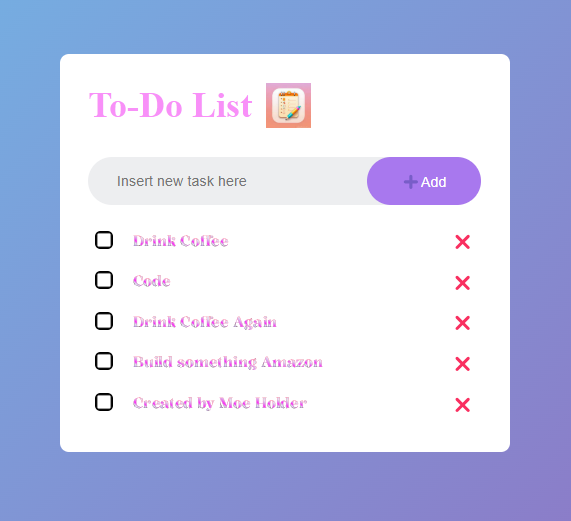 To-Do List
Insert new task here
Add
Drink Coffee
Code
Drink Coffee Again
Build something Amazon
Created by Moe Holder